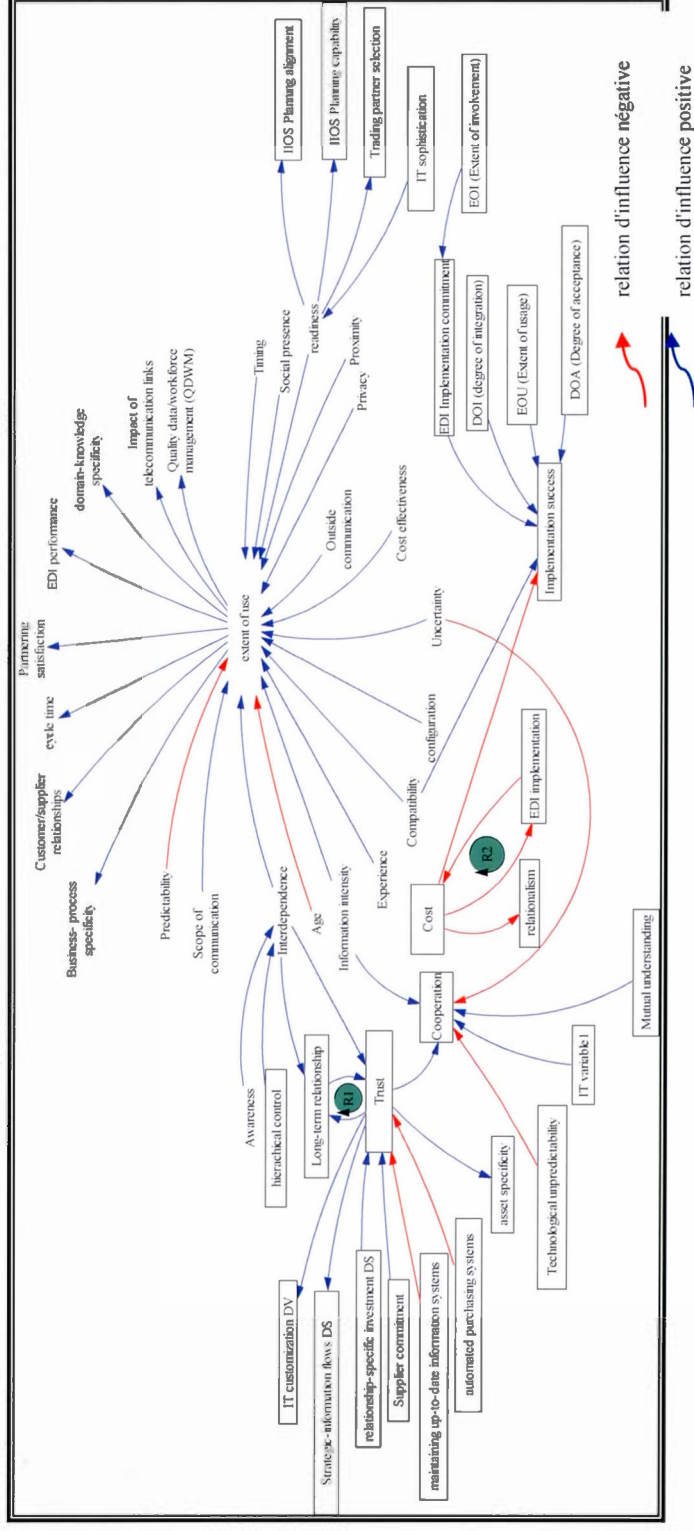 IIOS Planning alignment
IIOS Planning capability
Trading partner selection
IT sophistication
EOI (Extent of involvement)
EDI Implementation commitment
DOI (degree of integration)
EOU (Extent of usage)
DOA (Degree of acceptance)
Implementation success
readiness
Timing
Social presence
Proximity
Privacy
Outside
communication
Cost effectiveness
Uncertainty
configuration
Compatibility
Quality data/workforce
management (QDWM)
Impact of
telecommunication links
domain-knowledge
specificity
EDI performance
Partnering
satisfaction
cycle time
Customer/supplier
relationships
Business- process
specificity
extent of use
Predictability
Scope of
communication
Interdependence
Age
Information intensity
Experience
Cost
R2
EDI implementation
relationalism
Cooperation
Mutual understanding
IT variable1
Technological unpredictability
asset specificity
Awareness
hierachical control
Long-term relationship
R1
Trust
IT customization DV
Strategic-information flows DS
relationship-specific investment DS
Supplier commitment
maintaining up-to-date information systems
automated purchasing systems
relation d'influence négative
relation d'influence positive